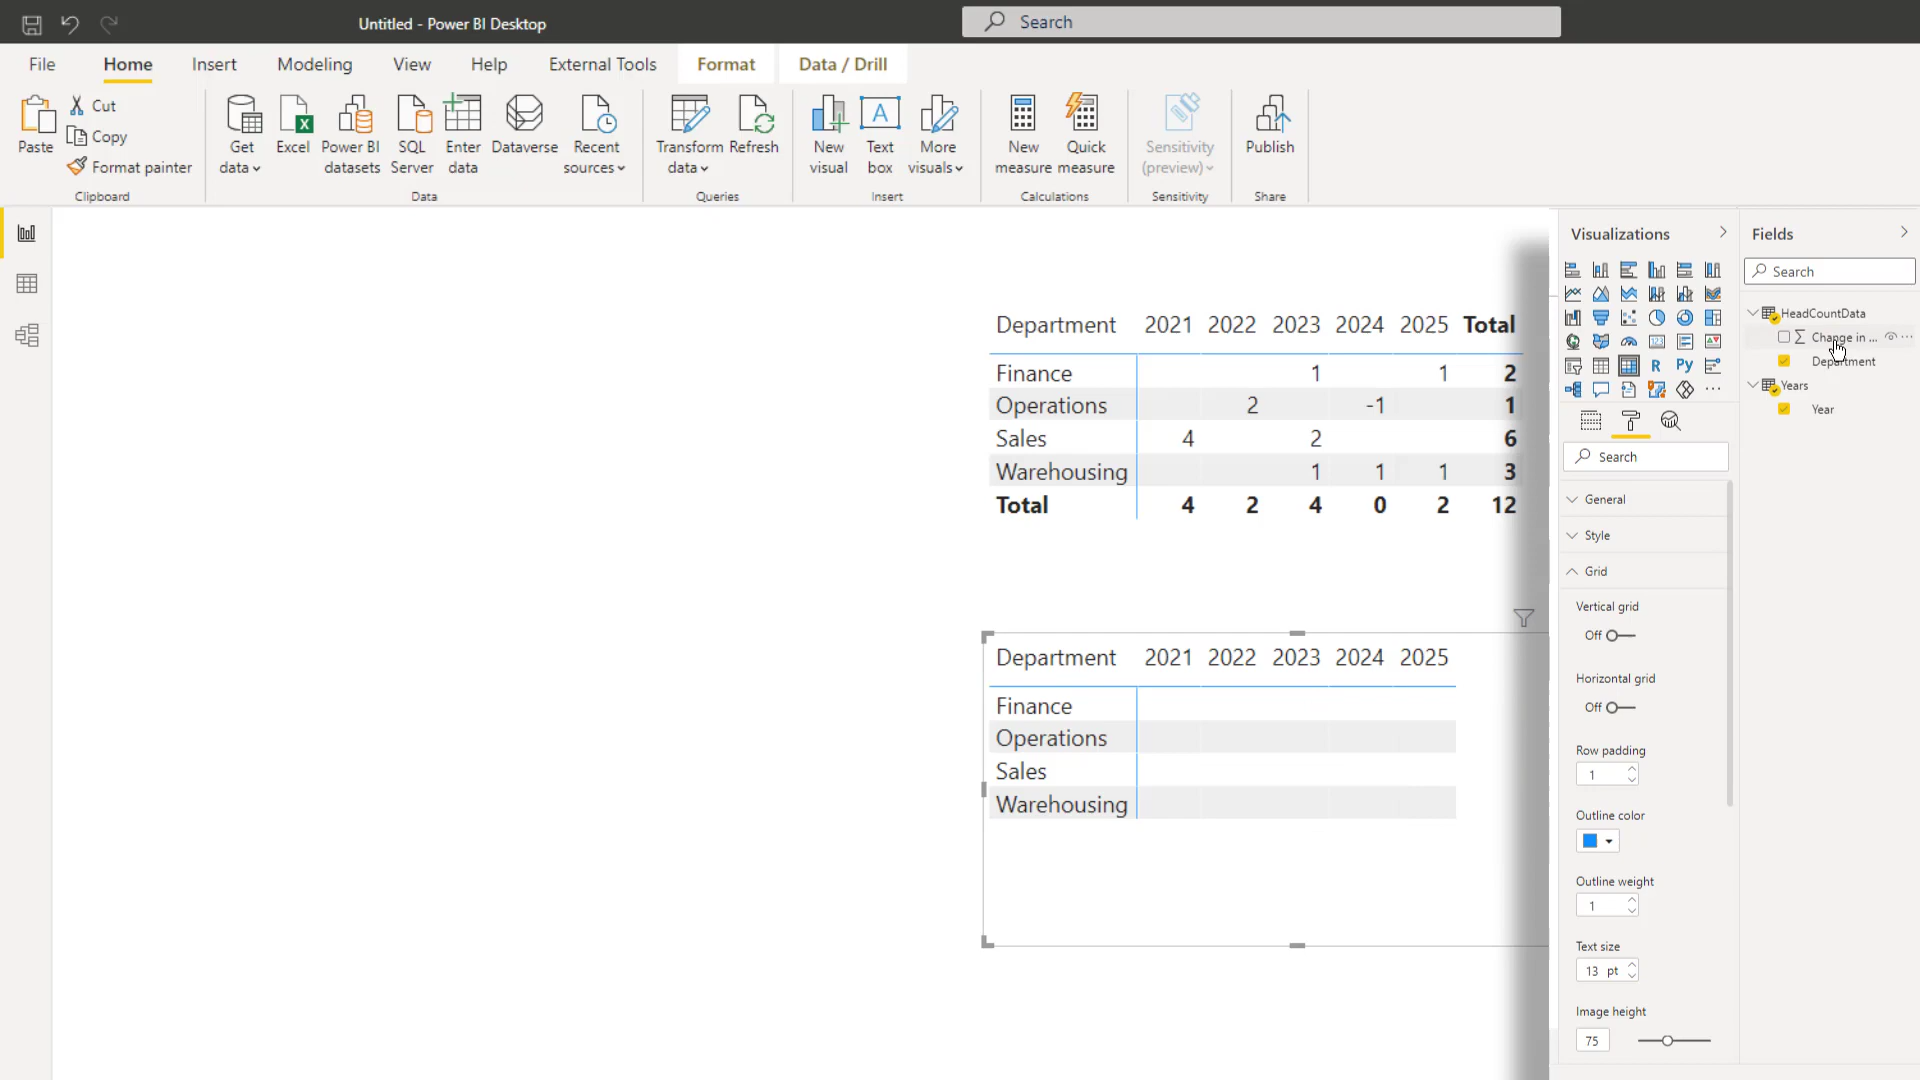 Untitled - Power BI Desktop
Search
File Home Insert Modeling View Help External Tools Format Data / Drill
Paste
Cut
Copy
Format painter
Clipboard
Get data
Excel
Power BI datasets
SQL Server
Enter data
Dataverse
Recent sources
Data
Transform data
Refresh
Queries
New visual
Text box
More visuals
Insert
New measure
Quick measure
Calculations
Sensitivity (preview)
Sensitivity
Publish
Share
Department 2021 2022 2023 2024 2025 Total
Finance 1 1 2
Operations 2 -1 1
Sales 4 2 6
Warehousing 1 1 1 3
Total 4 2 4 0 2 12
Department 2021 2022 2023 2024 2025
Finance
Operations
Sales
Warehousing
Visualizations
R Py
Search
General
Style
Grid
Vertical grid
Off
Horizontal grid
Off
Row padding
1
Outline color
Outline weight
1
Text size
13 pt
Image height
75
Fields
Search
HeadCountData
Change in ...
Department
Years
Year